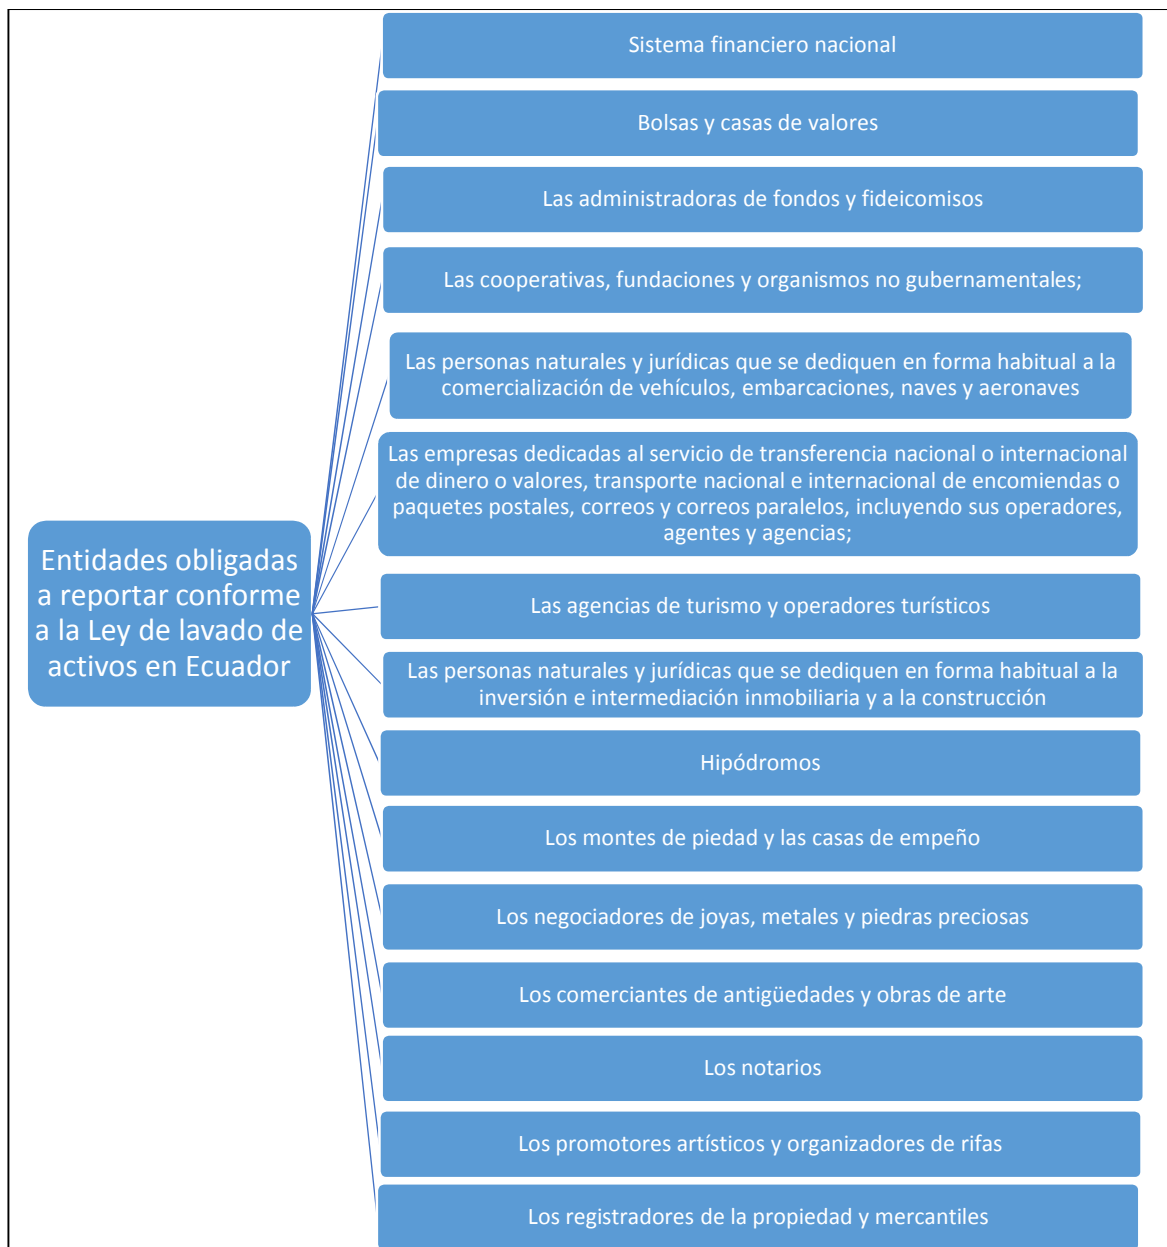 Sistema financiero nacional
Bolsas y casas de valores
Las administradoras de fondos y fideicomisos
Las cooperativas, fundaciones y organismos no gubernamentales;
Las personas naturales y jurídicas que se dediquen en forma habitual a la
comercialización de vehículos, embarcaciones, naves y aeronaves
Las empresas dedicadas al servicio de transferencia nacional o internacional
de dinero o valores, transporte nacional e internacional de encomiendas o
paquetes postales, correos y correos paralelos, incluyendo sus operadores,
agentes y agencias;
Entidades obligadas
a reportar conforme
a la Ley de lavado de
activos en Ecuador
Las agencias de turismo y operadores turísticos
Las personas naturales y jurídicas que se dediquen en forma habitual a la
inversión e intermediación inmobiliaria y a la construcción
Hipódromos
Los montes de piedad y las casas de empeño
Los negociadores de joyas, metales y piedras preciosas
Los comerciantes de antigüedades y obras de arte
Los notarios
Los promotores artísticos y organizadores de rifas
Los registradores de la propiedad y mercantiles